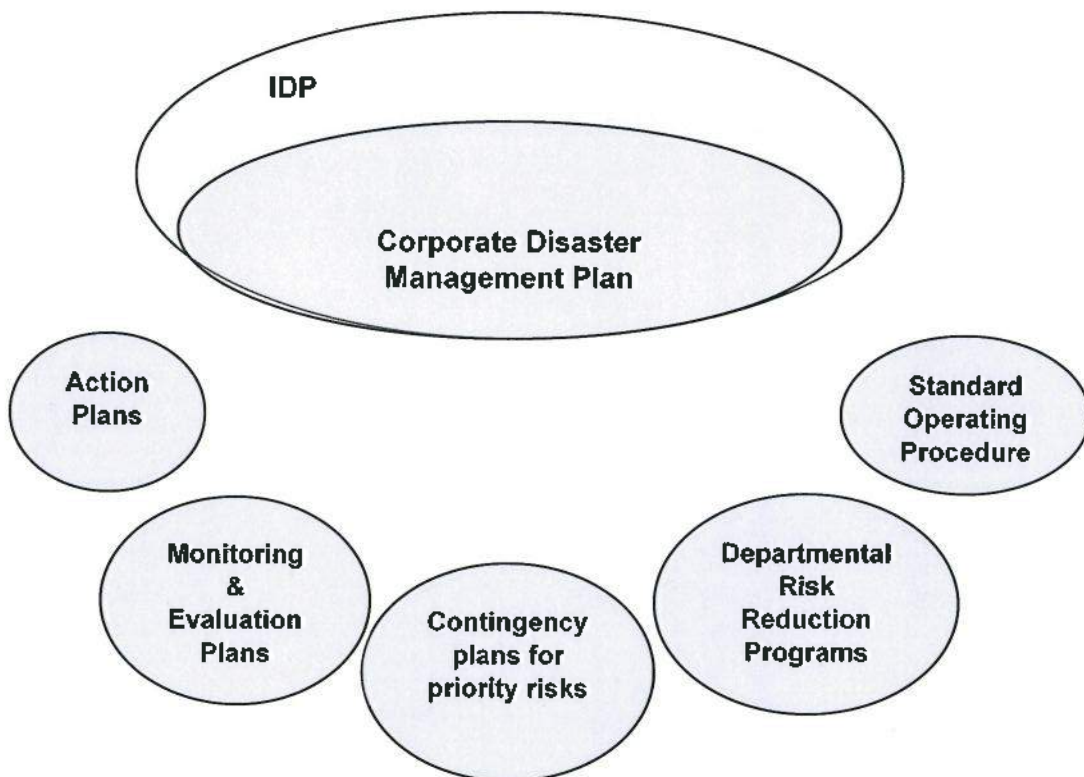 IDP
Corporate Disaster
Management Plan
Action
Plans
Standard
Operating
Procedure
Monitoring
&
Evaluation
Plans
Contingency
plans for
priority risks
Departmental
Risk
Reduction
Programs